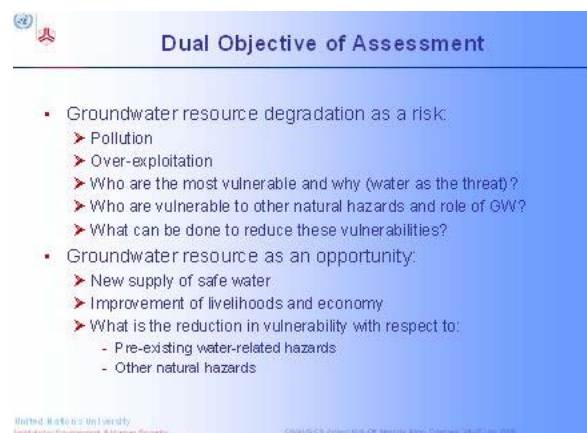 Dual Objective of Assessment
• Groundwater resource degradation as a risk:
➤ Pollution
➤ Over-exploitation
➤ Who are the most vulnerable and why (water as the threat)?
➤ Who are vulnerable to other natural hazards and role of GW?
➤ What can be done to reduce these vulnerabilities?
• Groundwater resource as an opportunity:
➤ New supply of safe water
➤ Improvement of livelihoods and economy
➤ What is the reduction in vulnerability with respect to:
- Pre-existing water-related hazards
- Other natural hazards
United Nations University